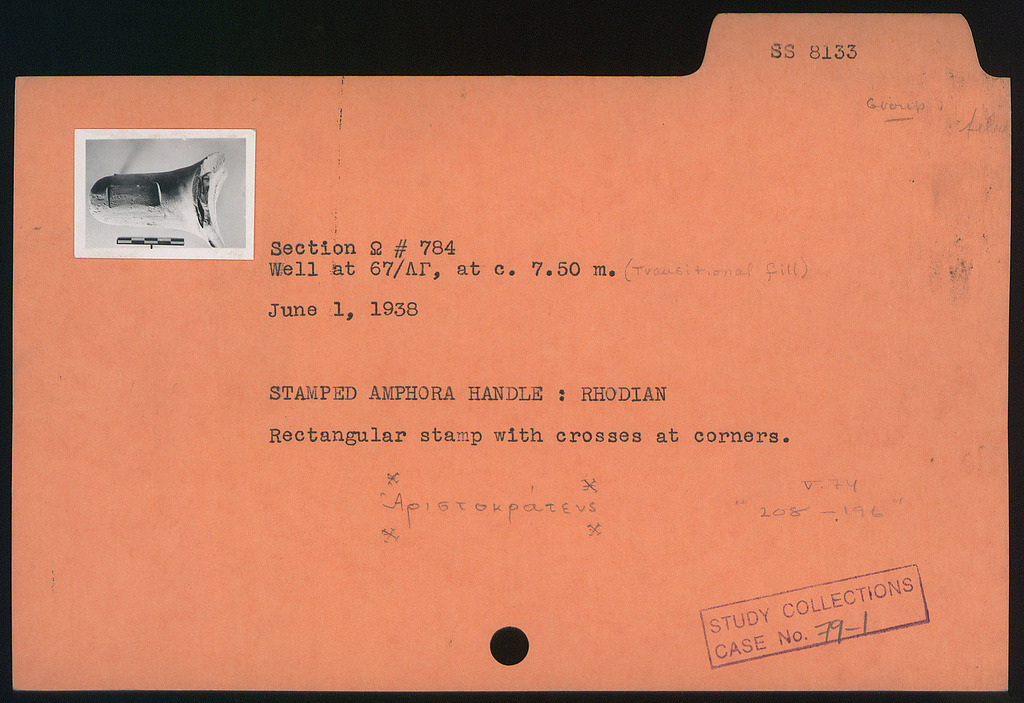 SS 8133
Group
Section Ω # 784
Well at 67/ΛΓ, at c. 7.50 m. (Transitional fill)
June 1, 1938
STAMPED AMPHORA HANDLE : RHODIAN
Rectangular stamp with crosses at corners.
Ἀριστοκράτευς
V.74
"208 – 196"
STUDY COLLECTIONS
CASE No. 79-1